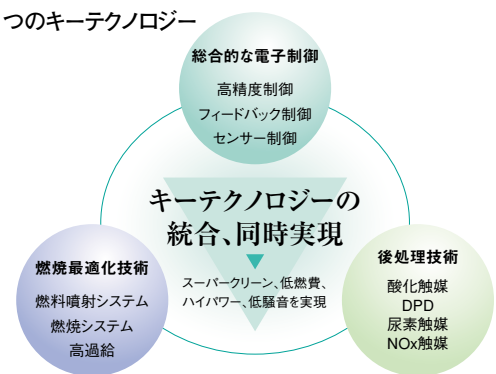 つのキーテクノロジー
総合的な電子制御
高精度制御
フィードバック制御
センサー制御
キーテクノロジーの
統合、同時実現
スーパークリーン、低燃費、
ハイパワー、低騒音を実現
燃焼最適化技術
燃料噴射システム
燃焼システム
高過給
後処理技術
酸化触媒
DPD
尿素触媒
NOx触媒